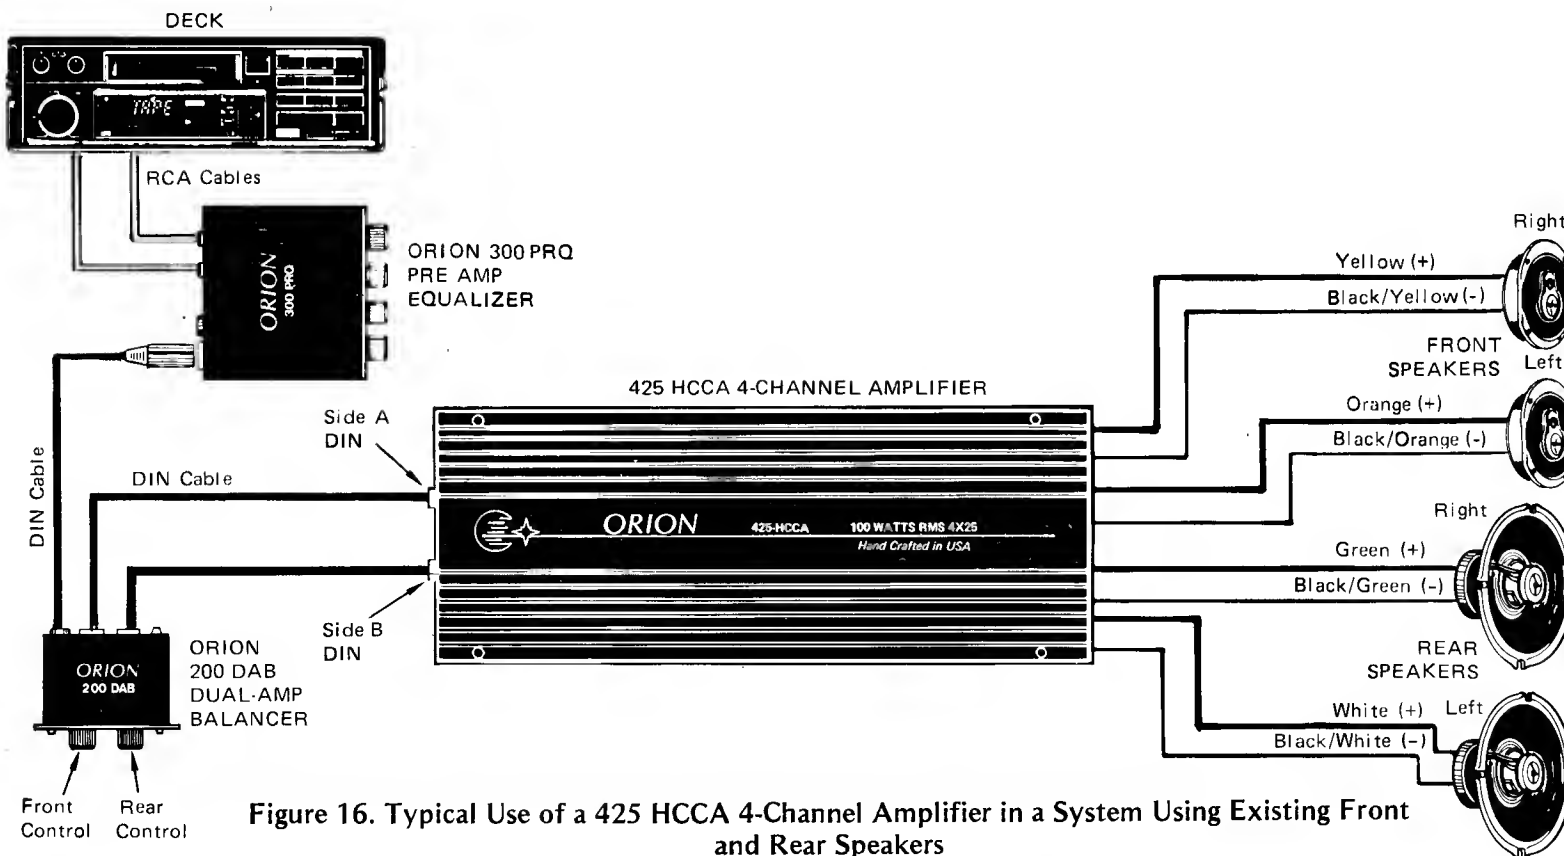 DECK
TAPE
RCA Cables
ORION
300 PRQ
ORION 300 PRQ
PRE AMP
EQUALIZER
DIN Cable
DIN Cable
Side A
DIN
Side B
DIN
425 HCCA 4-CHANNEL AMPLIFIER
ORION
425-HCCA
100 WATTS RMS 4X25
Hand Crafted in USA
ORION
200 DAB
ORION
200 DAB
DUAL-AMP
BALANCER
Front
Control
Rear
Control
Right
Yellow (+)
Black/Yellow (-)
FRONT
SPEAKERS
Left
Orange (+)
Black/Orange (-)
Right
Green (+)
Black/Green (-)
REAR
SPEAKERS
White (+)
Left
Black/White (-)
Figure 16. Typical Use of a 425 HCCA 4-Channel Amplifier in a System Using Existing Front
and Rear Speakers